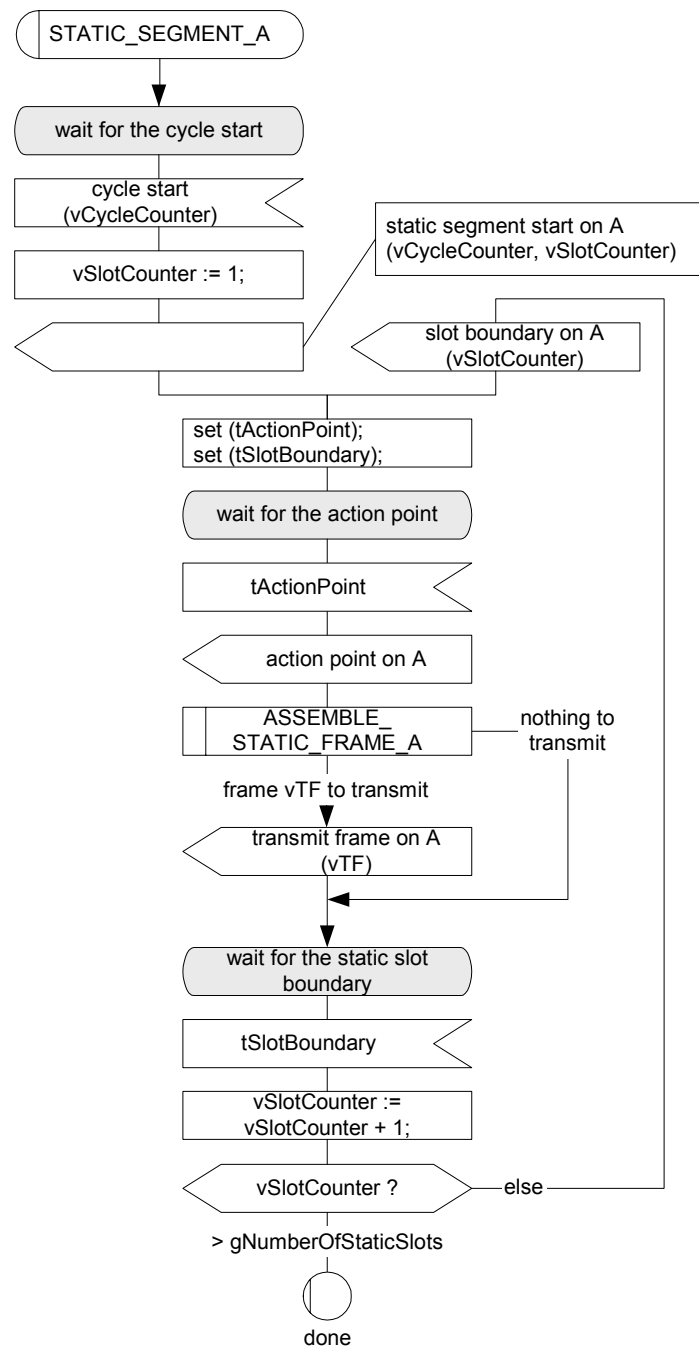 STATIC_SEGMENT_A
wait for the cycle start
cycle start
(vCycleCounter)
static segment start on A
(vCycleCounter, vSlotCounter)
vSlotCounter := 1;
slot boundary on A
(vSlotCounter)
set (tActionPoint);
set (tSlotBoundary);
wait for the action point
tActionPoint
action point on A
ASSEMBLE_
STATIC_FRAME_A
nothing to
transmit
frame vTF to transmit
transmit frame on A
(vTF)
wait for the static slot
boundary
tSlotBoundary
vSlotCounter :=
vSlotCounter + 1;
vSlotCounter ?
else
> gNumberOfStaticSlots
done